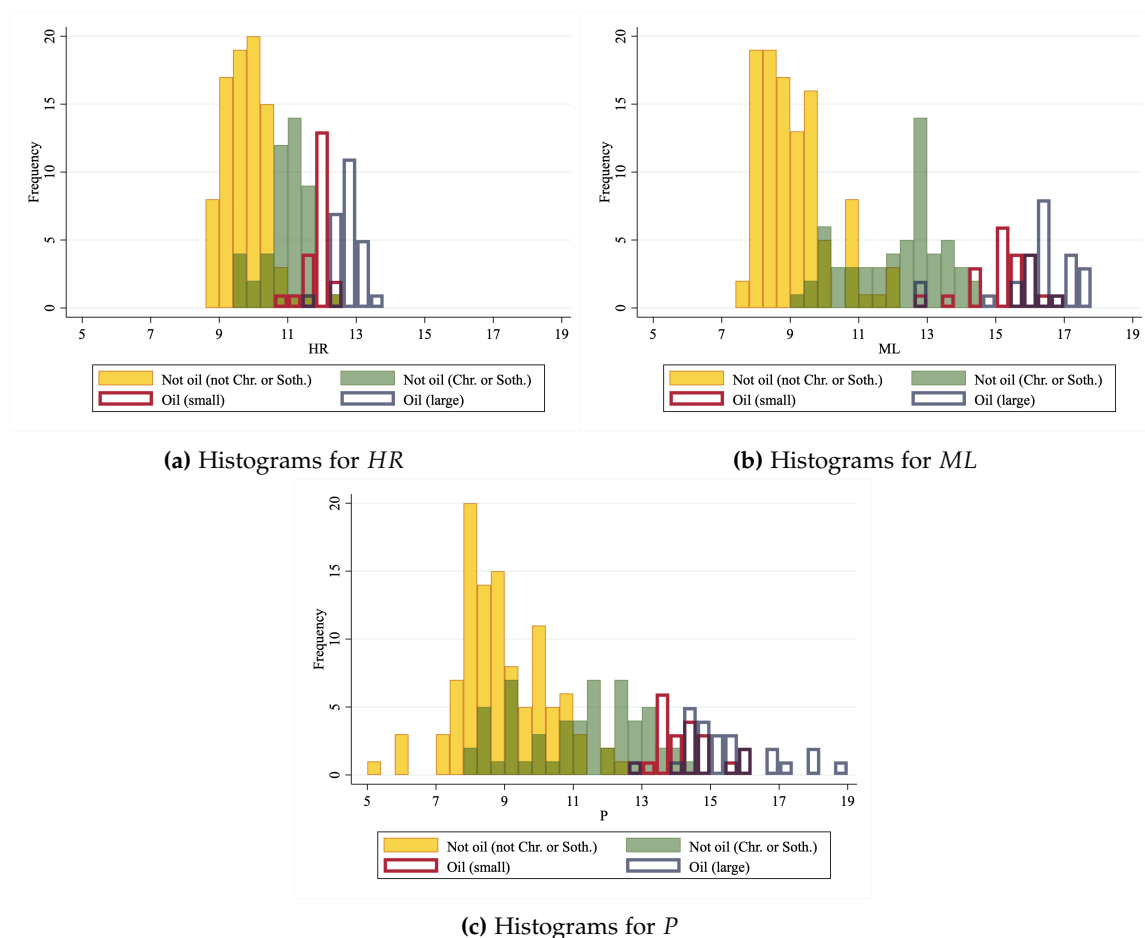 20
15
Frequency
10
5
0
5 7 9 11 13 15 17 19
HR
Not oil (not Chr. or Soth.) Not oil (Chr. or Soth.)
Oil (small) Oil (large)
(a) Histograms for HR
20
15
Frequency
10
5
0
5 7 9 11 13 15 17 19
ML
Not oil (not Chr. or Soth.) Not oil (Chr. or Soth.)
Oil (small) Oil (large)
(b) Histograms for ML
20
15
Frequency
10
5
0
5 7 9 11 13 15 17 19
P
Not oil (not Chr. or Soth.) Not oil (Chr. or Soth.)
Oil (small) Oil (large)
(c) Histograms for P